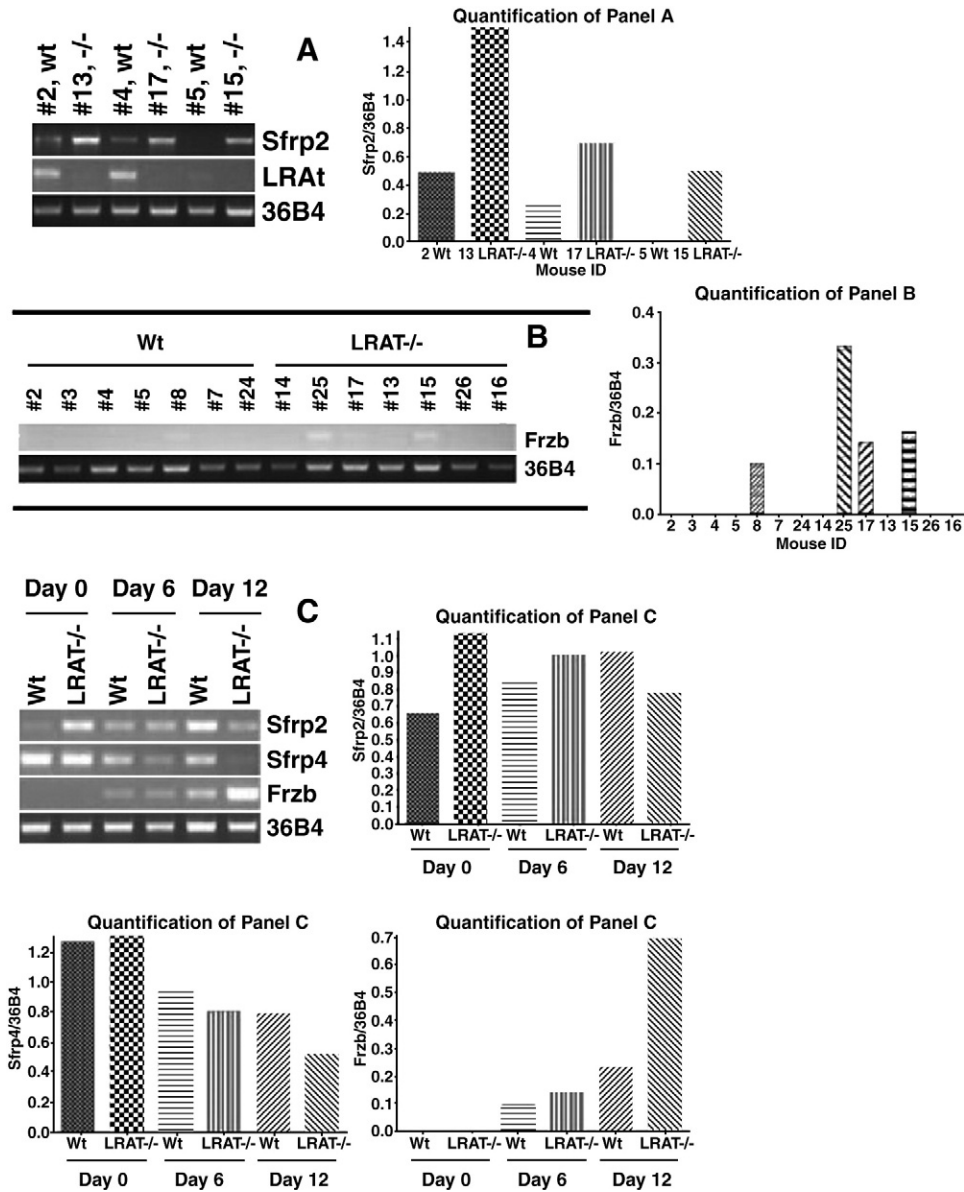 A
#2, wt
#13, -/-
#4, wt
#17, -/-
#5, wt
#15, -/-
Sfrp2
LRAt
36B4
Quantification of Panel A
Sfrp2/36B4
1.4
1.2
1.0
0.8
0.6
0.4
0.2
0.0
2 Wt 13 LRAT-/- 4 Wt 17 LRAT-/- 5 Wt 15 LRAT-/-
Mouse ID
B
Wt LRAT-/-
#2 #3 #4 #5 #8 #7 #24 #14 #25 #17 #13 #15 #26 #16
Frzb
36B4
Quantification of Panel B
Frzb/36B4
0.4
0.3
0.2
0.1
0.0
2 3 4 5 8 7 24 14 25 17 13 15 26 16
Mouse ID
C
Day 0 Day 6 Day 12
Wt LRAT-/- Wt LRAT-/- Wt LRAT-/-
Sfrp2
Sfrp4
Frzb
36B4
Quantification of Panel C
Sfrp2/36B4
1.1
1.0
0.9
0.8
0.7
0.6
0.5
0.4
0.3
0.2
0.1
0.0
Wt LRAT-/- Wt LRAT-/- Wt LRAT-/-
Day 0 Day 6 Day 12
Quantification of Panel C
Sfrp4/36B4
1.2
1.0
0.8
0.6
0.4
0.2
0.0
Wt LRAT-/- Wt LRAT-/- Wt LRAT-/-
Day 0 Day 6 Day 12
Quantification of Panel C
Frzb/36B4
0.7
0.6
0.5
0.4
0.3
0.2
0.1
0.0
Wt LRAT-/- Wt LRAT-/- Wt LRAT-/-
Day 0 Day 6 Day 12